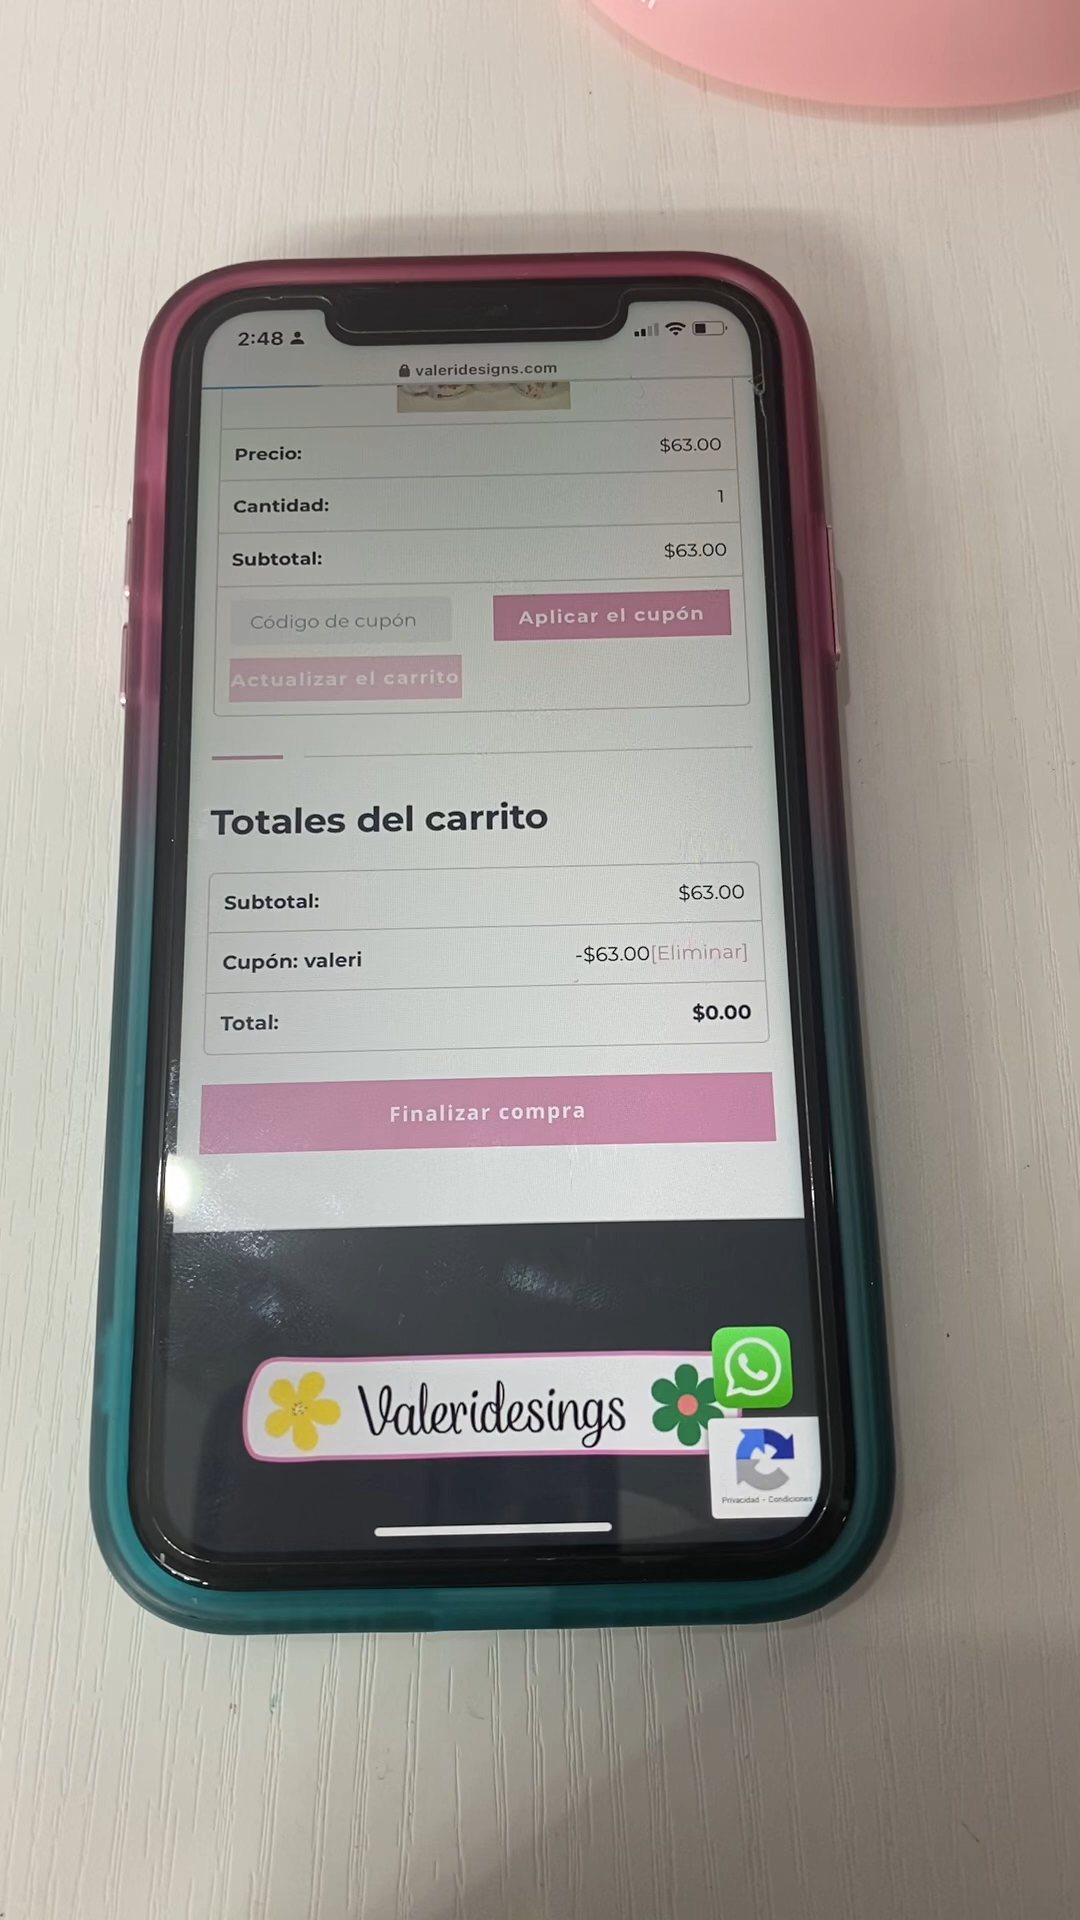 2:48
valeridesigns.com
Precio: $63.00
Cantidad: 1
Subtotal: $63.00
Código de cupón Aplicar el cupón
Actualizar el carrito
Totales del carrito
Subtotal: $63.00
Cupón: valeri -$63.00[Eliminar]
Total: $0.00
Finalizar compra
Valeridesings
Privacidad - Condiciones